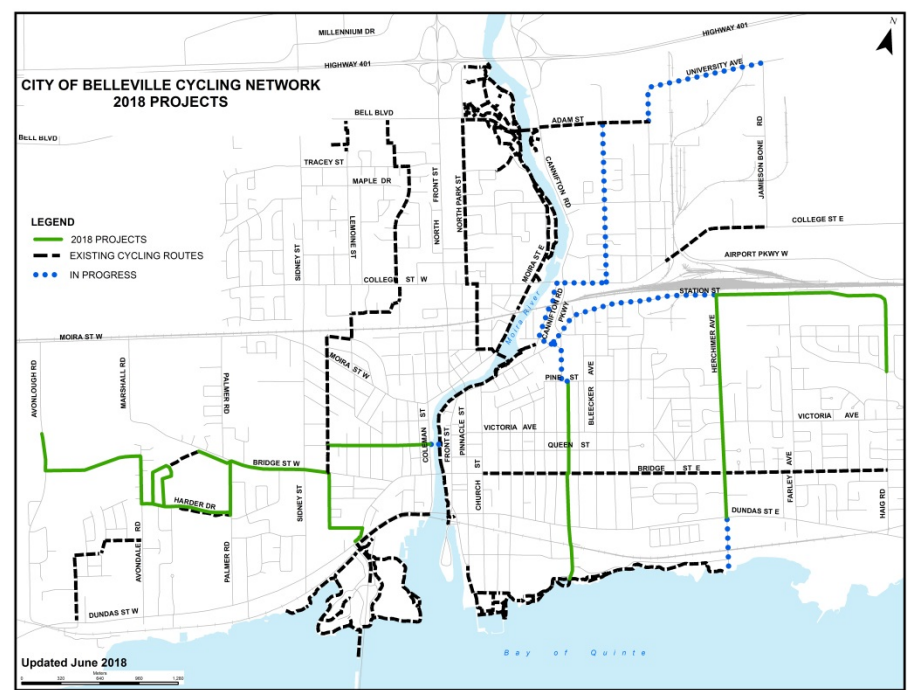 MILLENNIUM DR
HIGHWAY 401
HIGHWAY 401
N
CITY OF BELLEVILLE CYCLING NETWORK
2018 PROJECTS
UNIVERSITY AVE
BELL BLVD
ADAM ST
BELL BLVD
JAMIESON BONE RD
TRACEY ST
MAPLE DR
CANNIFTON RD
NORTH FRONT ST
NORTH PARK ST
LEGEND
2018 PROJECTS
EXISTING CYCLING ROUTES
IN PROGRESS
LEMOINE ST
SIDNEY ST
COLLEGE ST E
MOIRA ST E
AIRPORT PKWY W
COLLEGE ST W
STATION ST
CANNIFTON RD
PKWY
Moira River
MOIRA ST W
MOIRA ST W
HERCHIMER AVE
AVONLOUGH RD
MARSHALL RD
PALMER RD
PINE ST
BLEECKER AVE
COLEMAN ST
FRONT ST
PINNACLE ST
VICTORIA AVE
VICTORIA AVE
QUEEN ST
BRIDGE ST W
BRIDGE ST E
CHURCH ST
FARLEY AVE
HAIG RD
HARDER DR
SIDNEY ST
DUNDAS ST E
AVONDALE RD
PALMER RD
DUNDAS ST W
Bay of Quinte
Updated June 2018
Meters
0 320 640 960 1,280